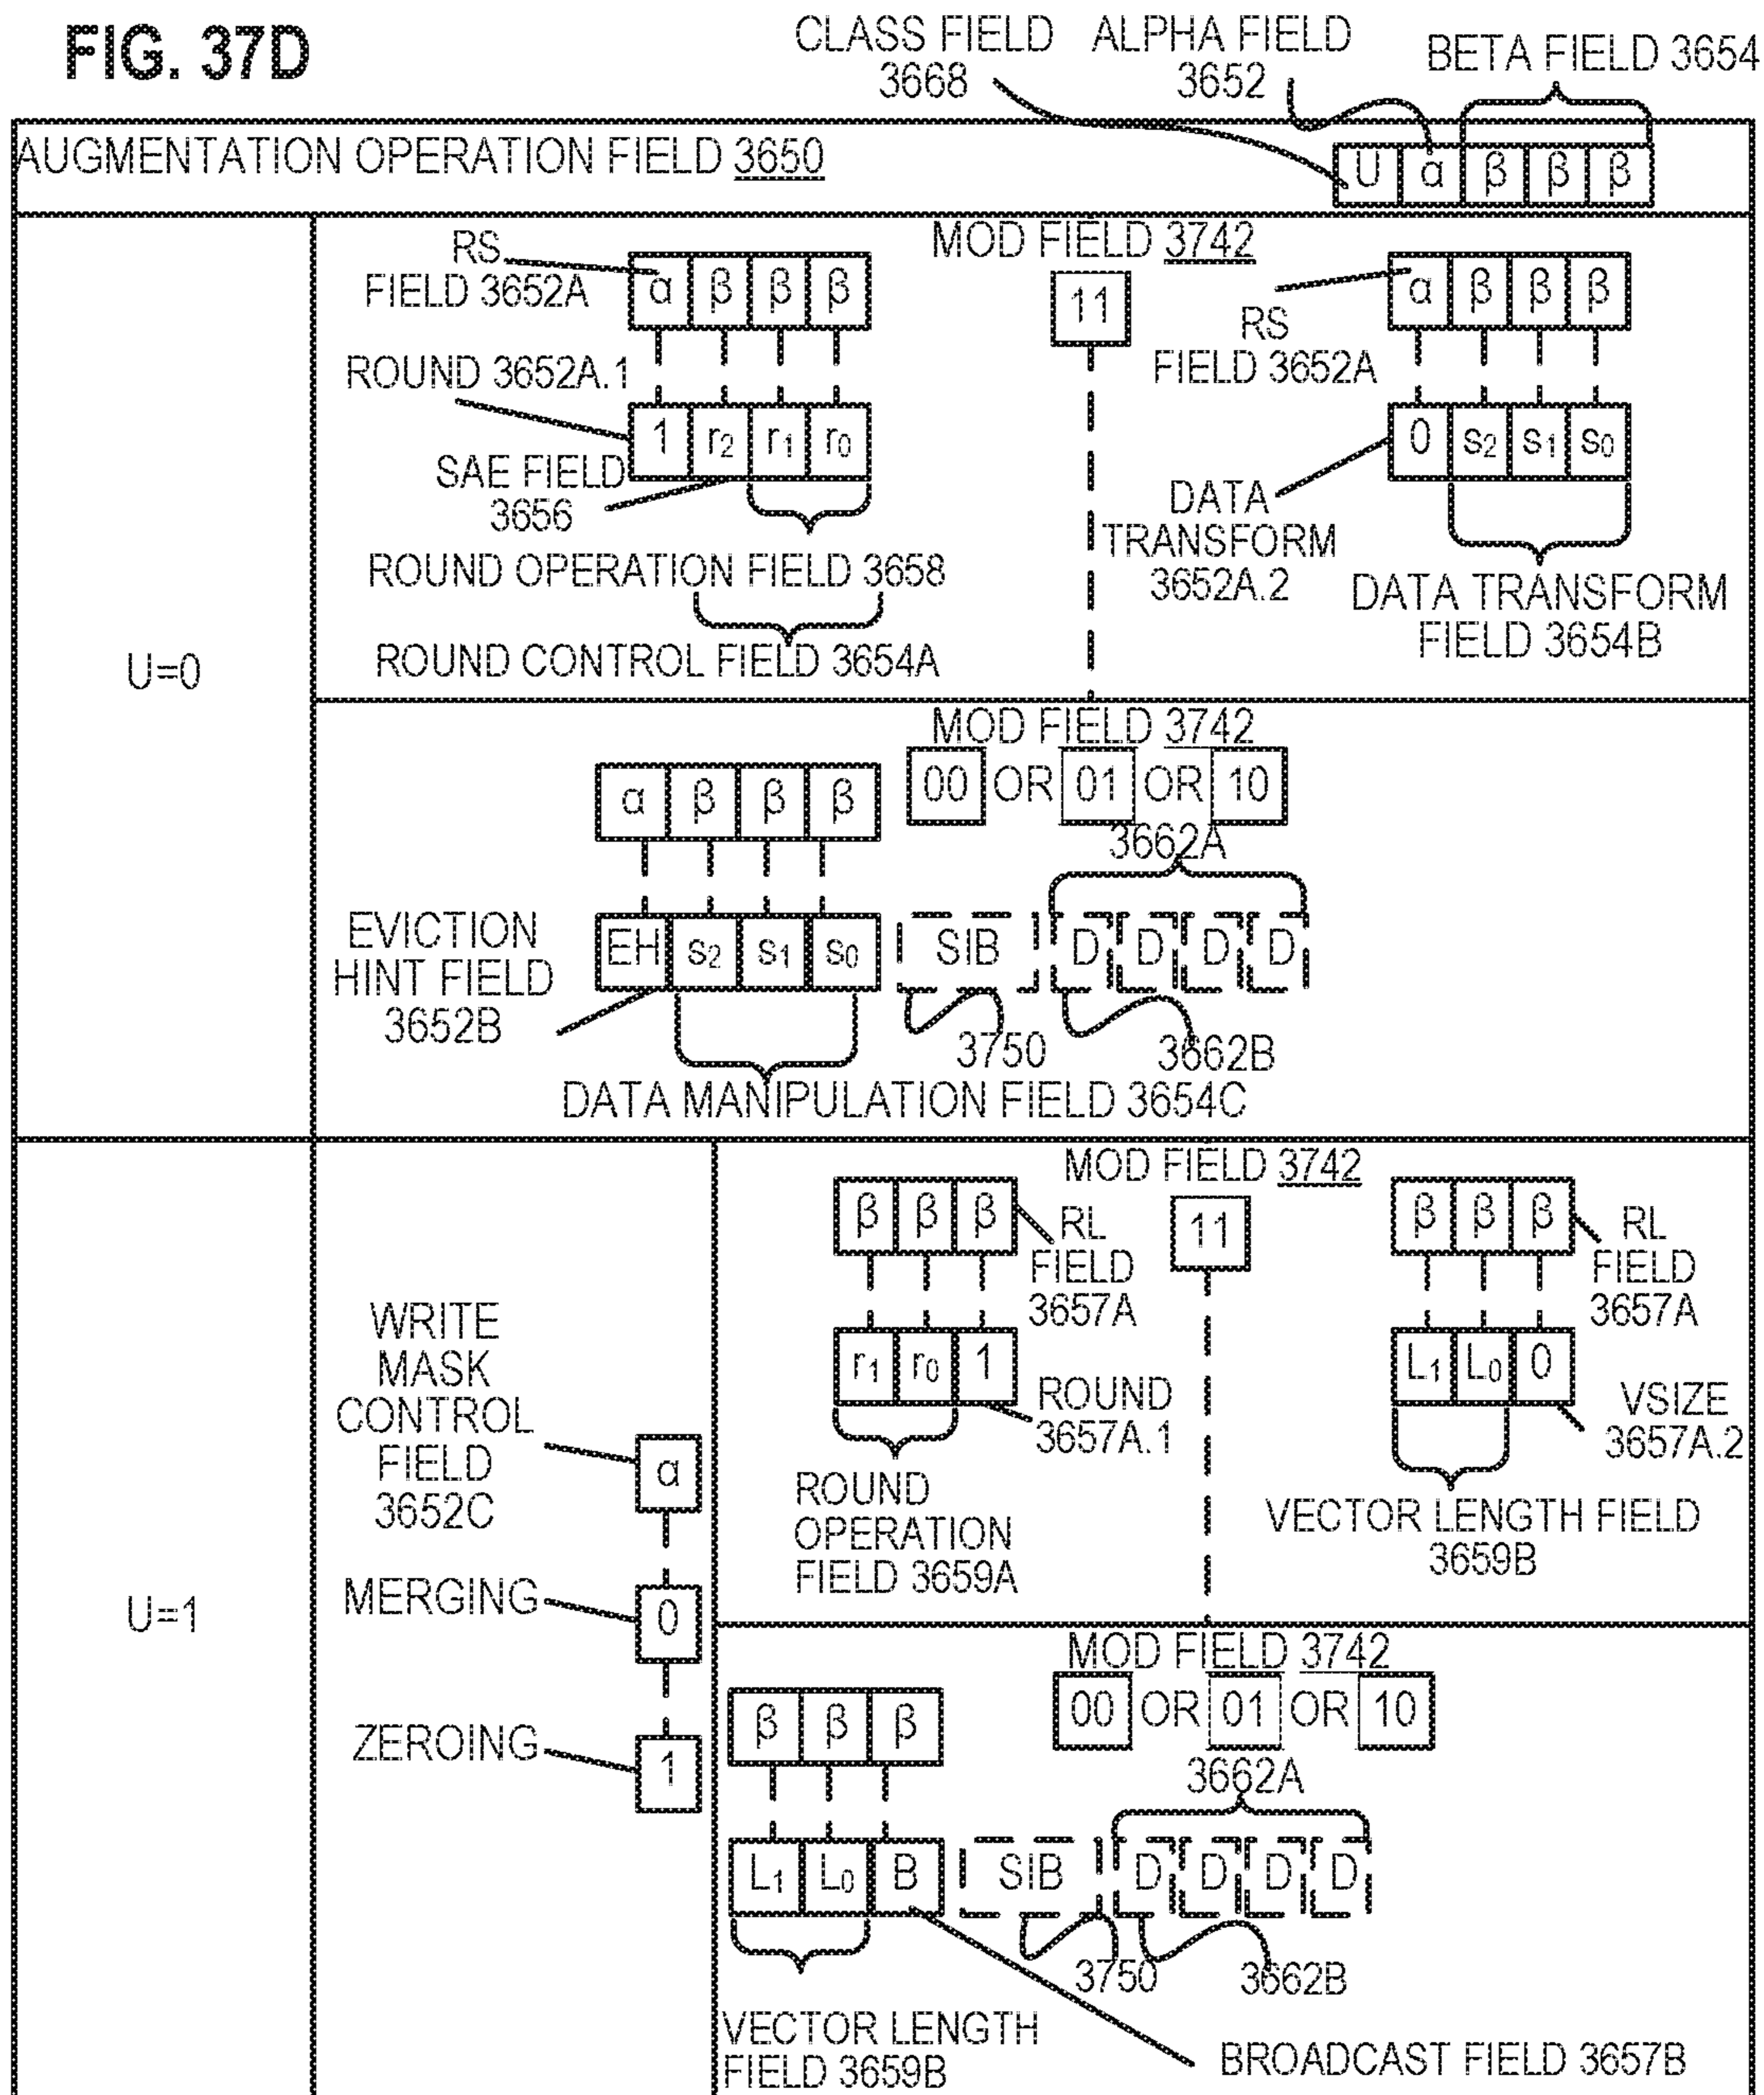 FIG. 37D
CLASS FIELD
3668
ALPHA FIELD
3652
BETA FIELD 3654
AUGMENTATION OPERATION FIELD 3650
U α β β β
U=0
MOD FIELD 3742
11
RS
FIELD 3652A
α β β β
ROUND 3652A.1
1 r2 r1 r0
SAE FIELD
3656
ROUND OPERATION FIELD 3658
ROUND CONTROL FIELD 3654A
α β β β
RS
FIELD 3652A
0 s2 s1 s0
DATA
TRANSFORM
3652A.2
DATA TRANSFORM
FIELD 3654B
MOD FIELD 3742
00 OR 01 OR 10
α β β β
3662A
EVICTION
HINT FIELD
3652B
EH s2 s1 s0
SIB
D D D D
3750
3662B
DATA MANIPULATION FIELD 3654C
U=1
WRITE
MASK
CONTROL
FIELD
3652C
α
MERGING
0
ZEROING
1
MOD FIELD 3742
11
β β β
RL
FIELD
3657A
r1 r0 1
ROUND
3657A.1
ROUND
OPERATION
FIELD 3659A
β β β
RL
FIELD
3657A
L1 L0 0
VSIZE
3657A.2
VECTOR LENGTH FIELD
3659B
MOD FIELD 3742
00 OR 01 OR 10
β β β
3662A
L1 L0 B
SIB
D D D D
3750
3662B
VECTOR LENGTH
FIELD 3659B
BROADCAST FIELD 3657B